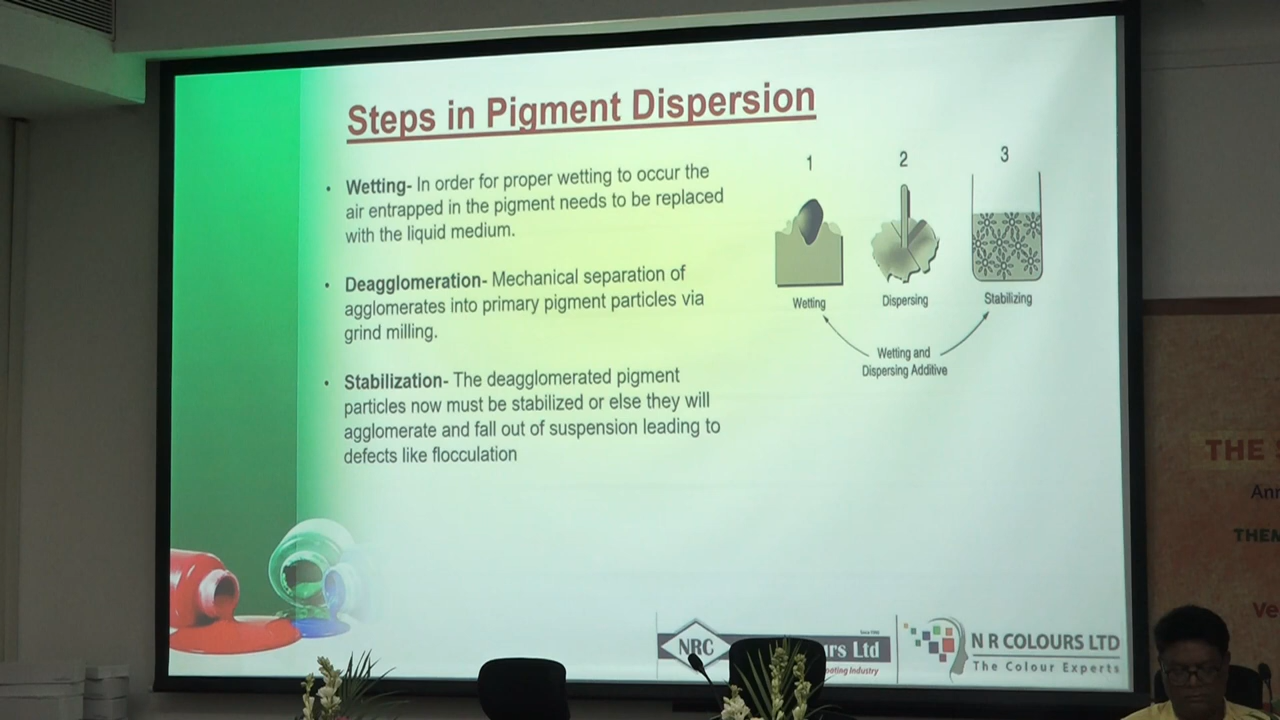 Steps in Pigment Dispersion
• Wetting- In order for proper wetting to occur the
air entrapped in the pigment needs to be replaced
with the liquid medium.
• Deagglomeration- Mechanical separation of
agglomerates into primary pigment particles via
grind milling.
• Stabilization- The deagglomerated pigment
particles now must be stabilized or else they will
agglomerate and fall out of suspension leading to
defects like flocculation
1 2 3
Wetting Dispersing Stabilizing
Wetting and
Dispersing Additive
NRC
Ltd
Industry
N R COLOURS LTD
The Colour Experts
THE